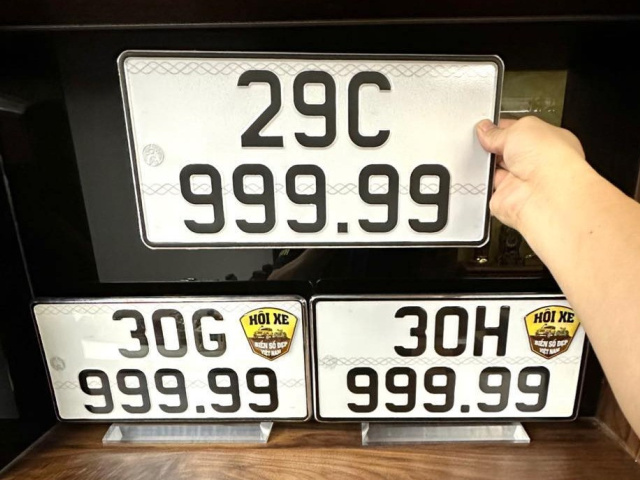 29C
999.99
30G
999.99
HỘI XE
BIỂN SỐ ĐẸP
VIỆT NAM
30H
999.99
HỘI XE
BIỂN SỐ ĐẸP
VIỆT NAM